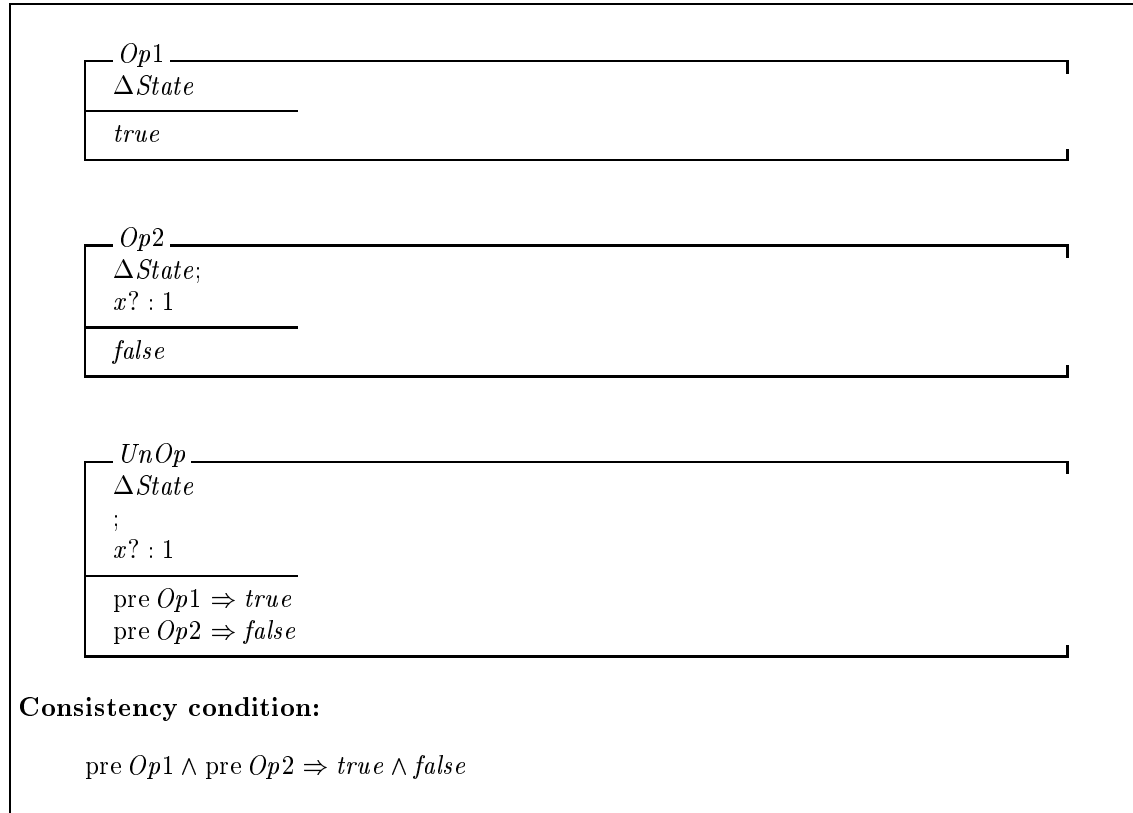 Op1
ΔState
true
Op2
ΔState;
x? : 1
false
UnOp
ΔState
;
x? : 1
pre Op1 ⇒ true
pre Op2 ⇒ false
Consistency condition:
pre Op1 ∧ pre Op2 ⇒ true ∧ false